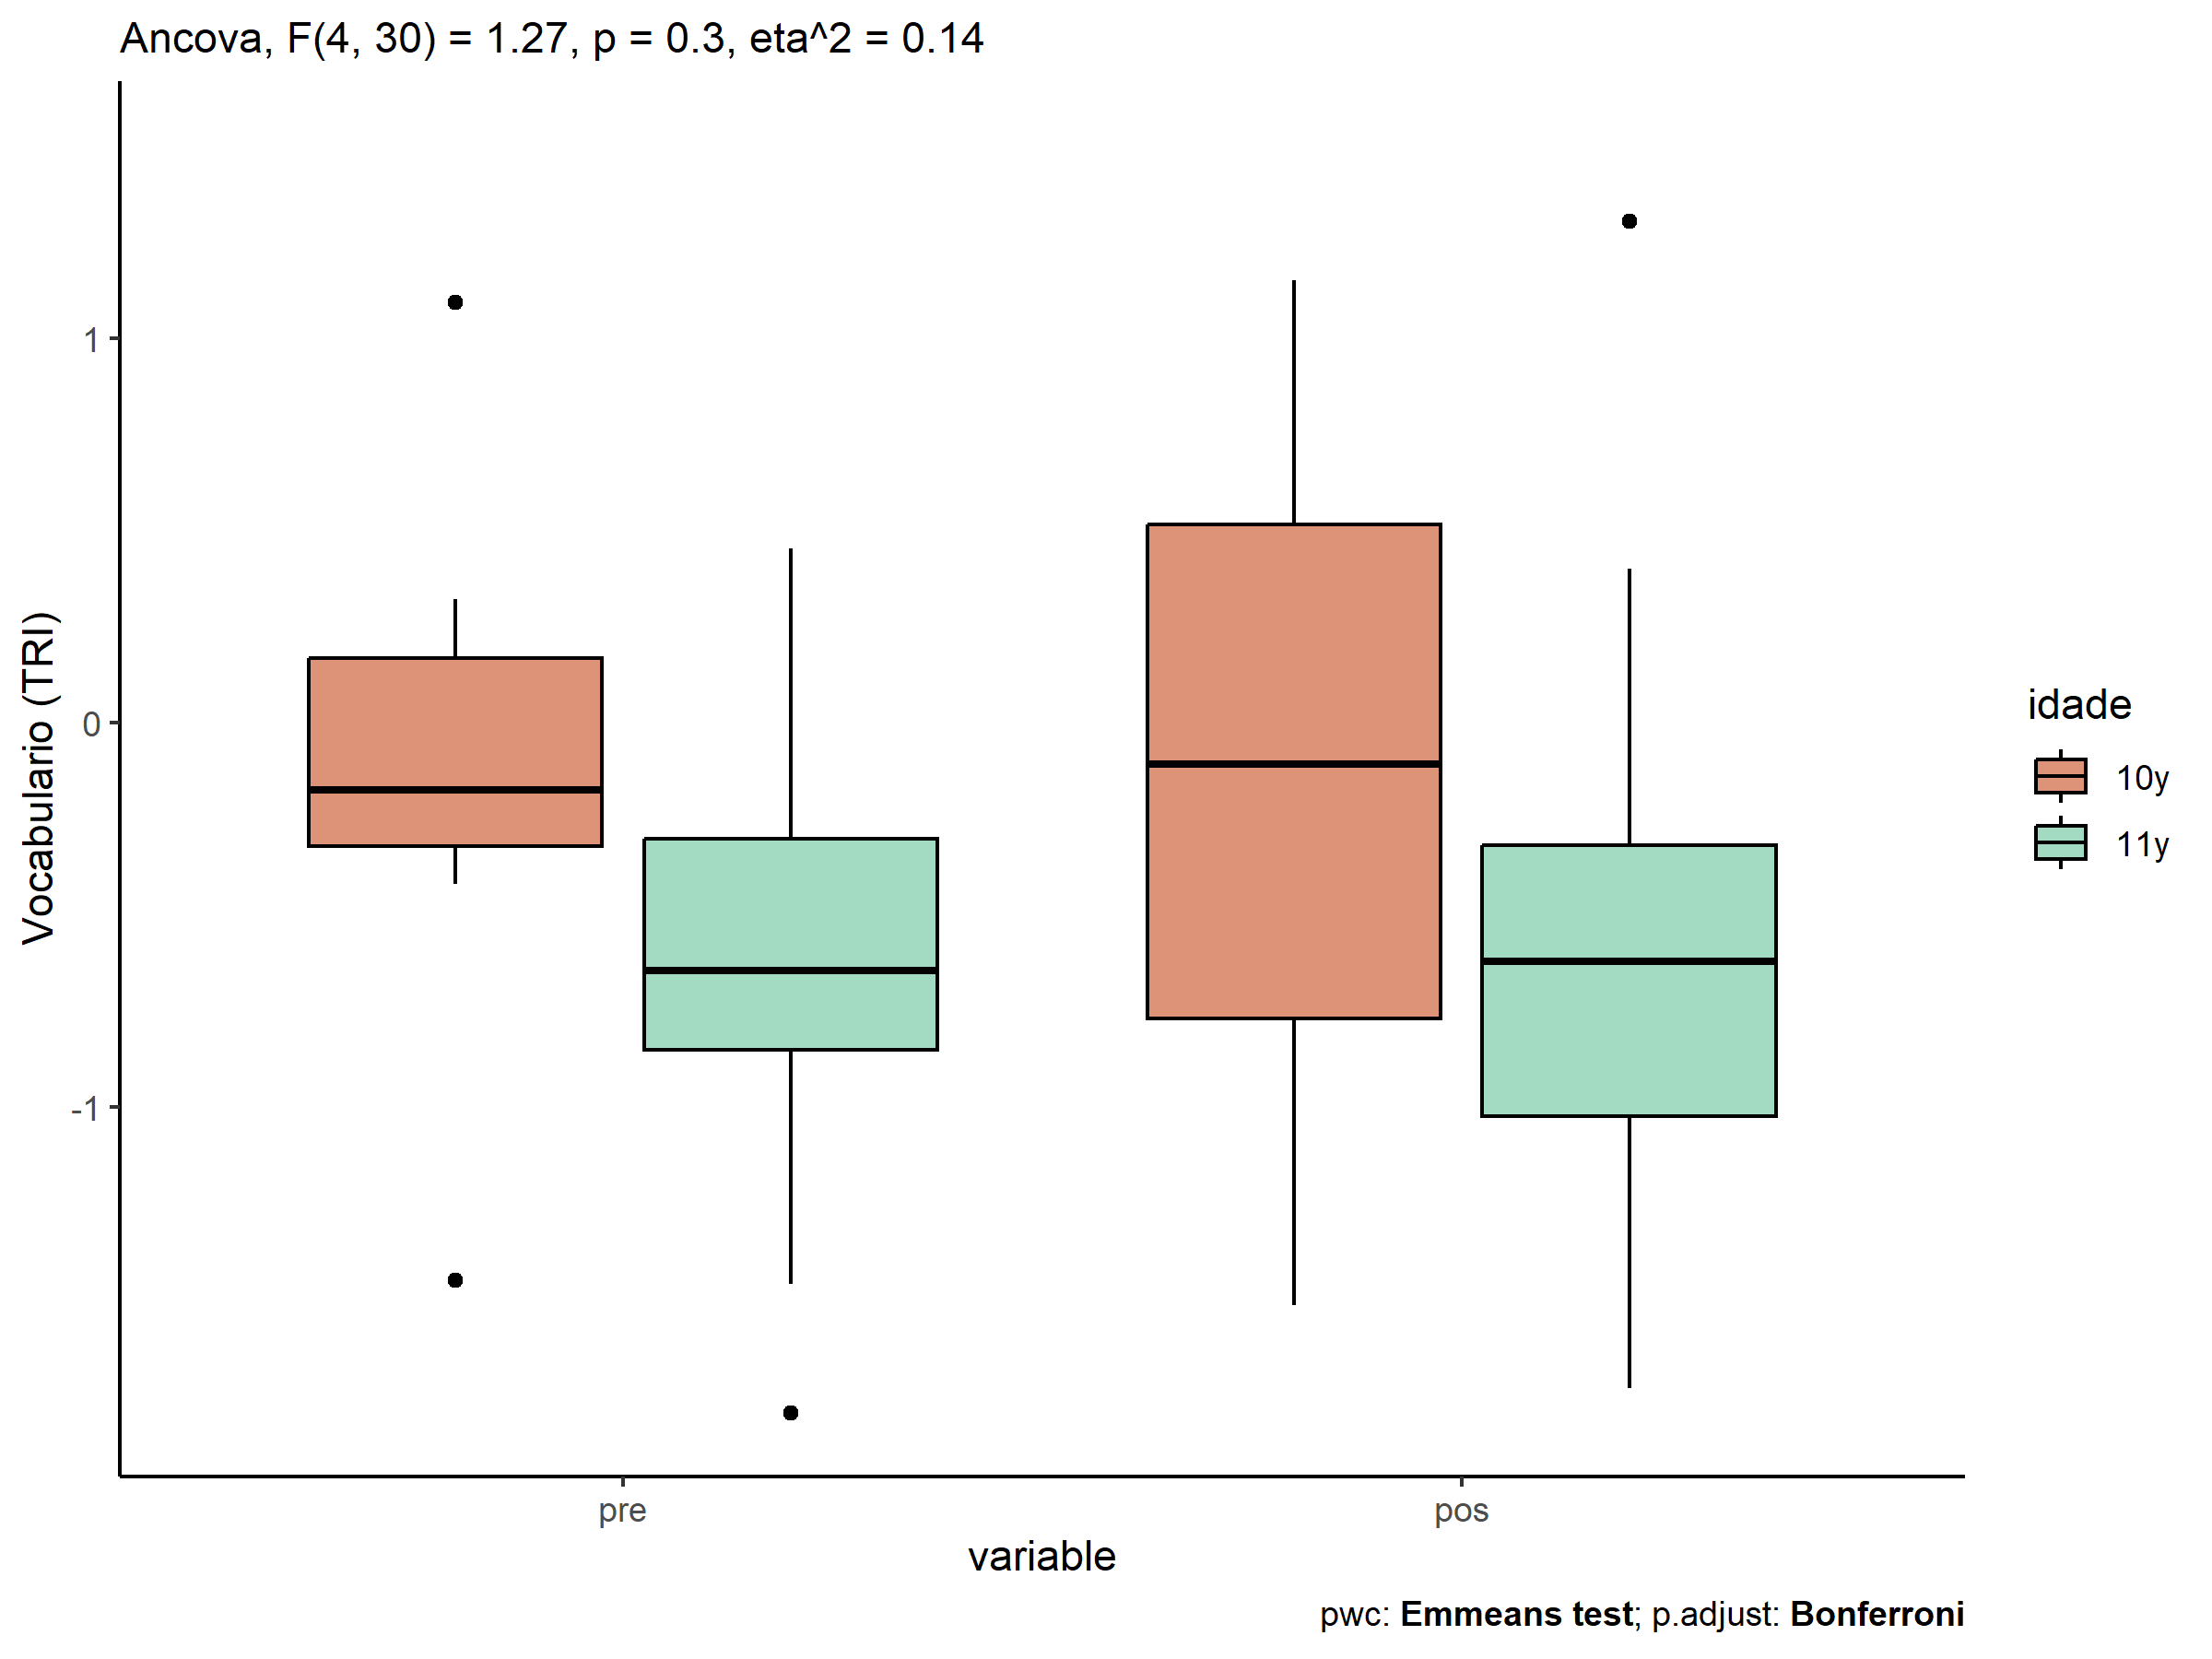 Ancova, F(4, 30) = 1.27, p = 0.3, eta^2 = 0.14
Vocabulario (TRI)
1
0
-1
pre
pos
variable
idade
10y
11y
pwc: Emmeans test; p.adjust: Bonferroni